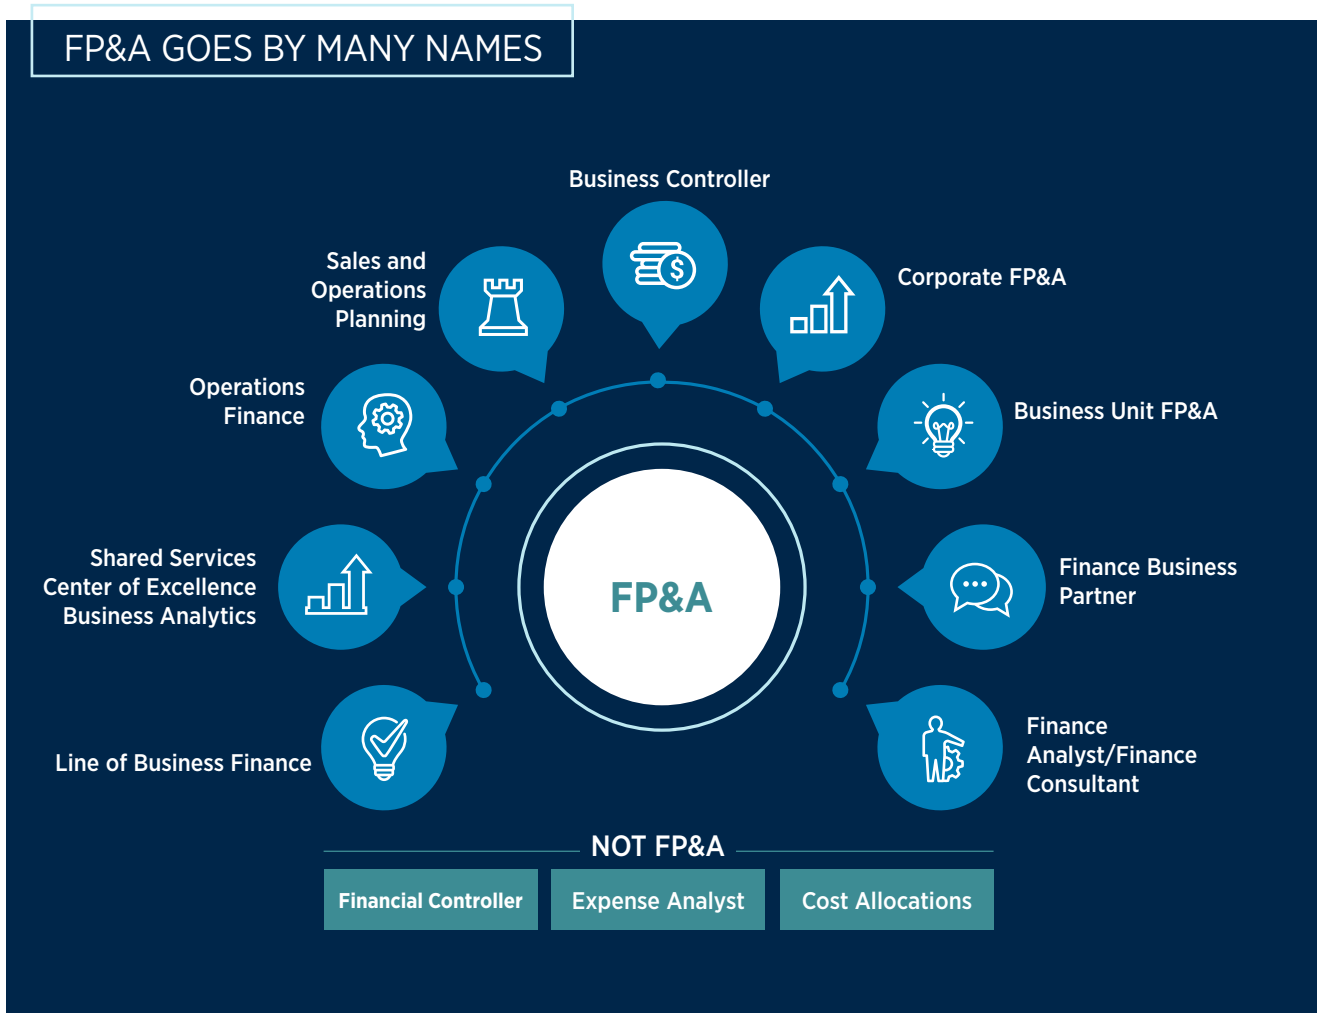 FP&A GOES BY MANY NAMES
Business Controller
Sales and
Operations
Planning
Corporate FP&A
Operations
Finance
Business Unit FP&A
Shared Services
Center of Excellence
Business Analytics
Finance Business
Partner
FP&A
Line of Business Finance
Finance
Analyst/Finance
Consultant
NOT FP&A
Financial Controller
Expense Analyst
Cost Allocations